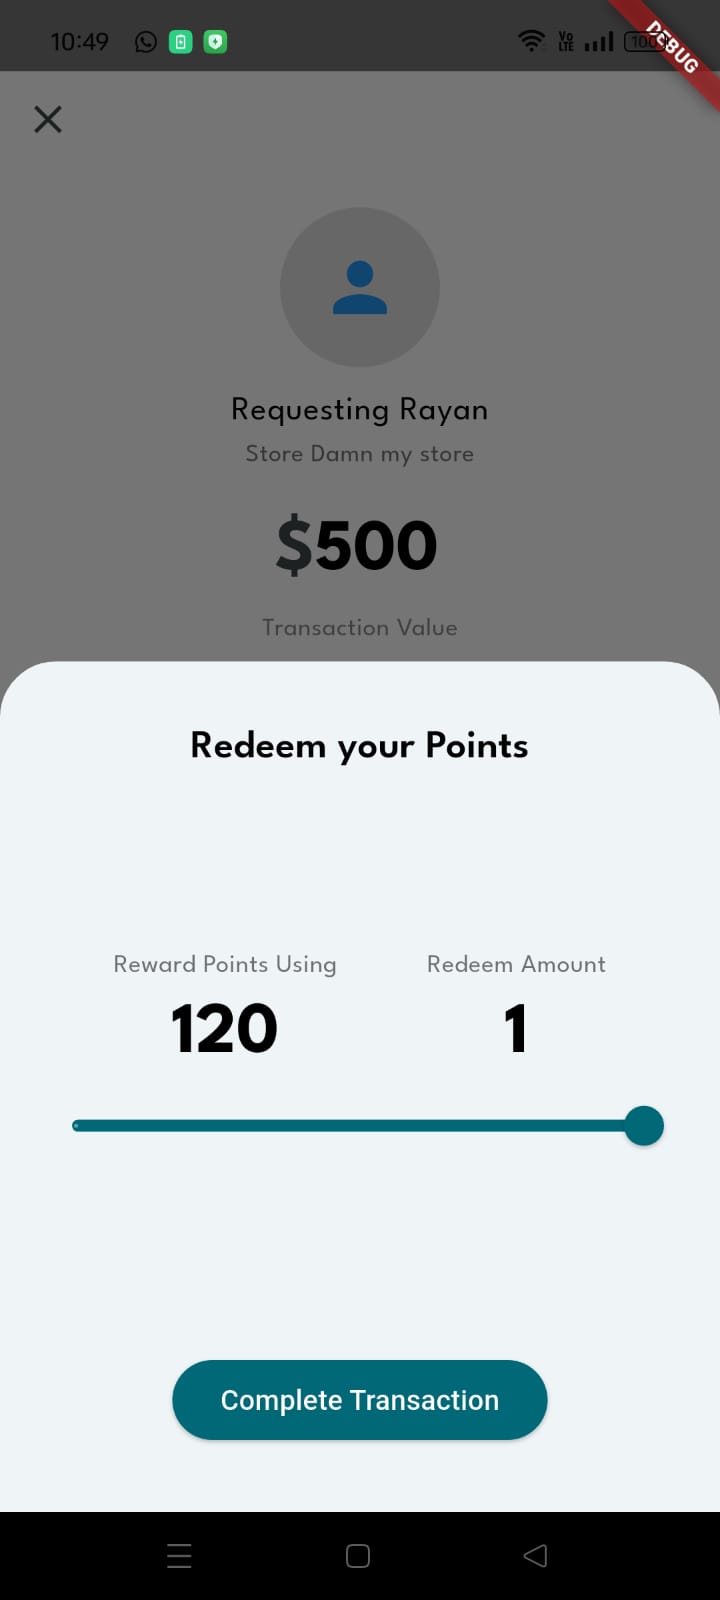 10:49
Vo
LTE
100
DEBUG
Requesting Rayan
Store Damn my store
$500
Transaction Value
Redeem your Points
Reward Points Using
Redeem Amount
120
1
Complete Transaction